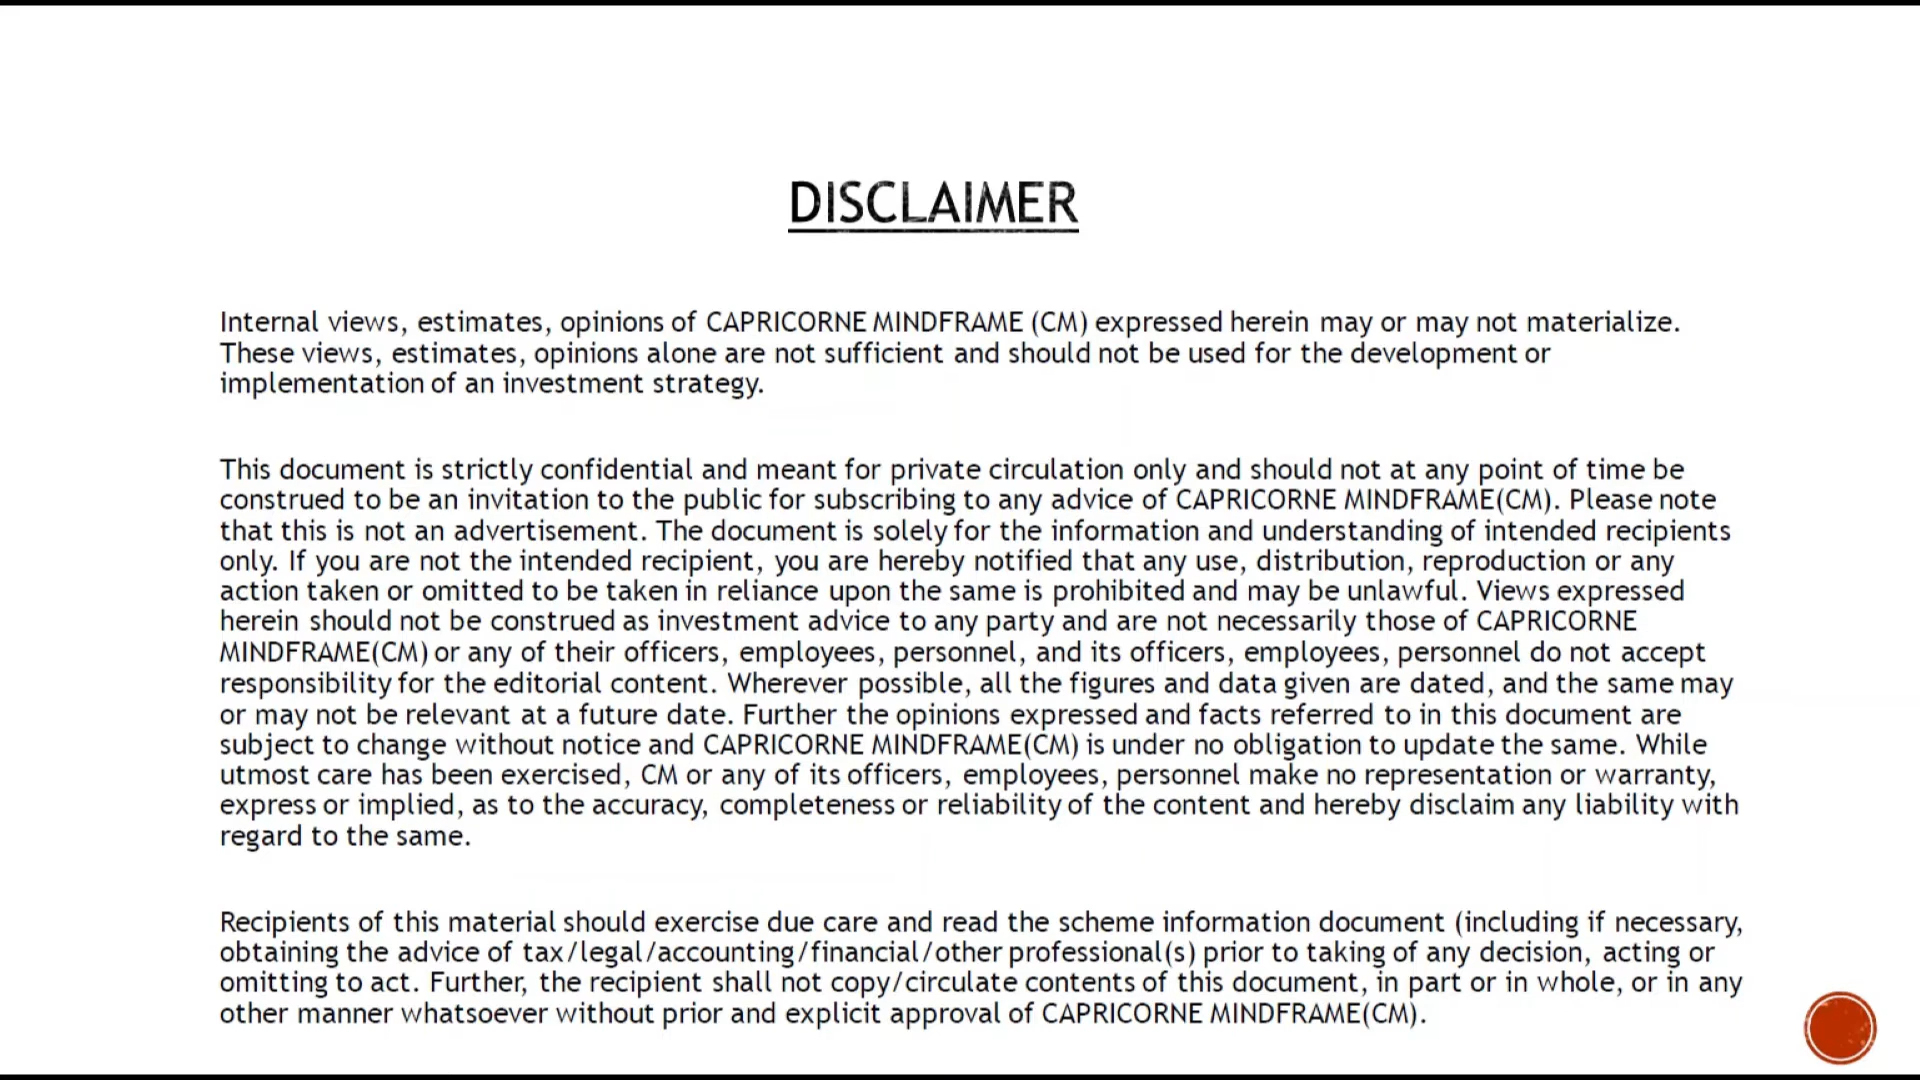 DISCLAIMER
Internal views, estimates, opinions of CAPRICORNE MINDFRAME (CM) expressed herein may or may not materialize.
These views, estimates, opinions alone are not sufficient and should not be used for the development or
implementation of an investment strategy.
This document is strictly confidential and meant for private circulation only and should not at any point of time be
construed to be an invitation to the public for subscribing to any advice of CAPRICORNE MINDFRAME(CM). Please note
that this is not an advertisement. The document is solely for the information and understanding of intended recipients
only. If you are not the intended recipient, you are hereby notified that any use, distribution, reproduction or any
action taken or omitted to be taken in reliance upon the same is prohibited and may be unlawful. Views expressed
herein should not be construed as investment advice to any party and are not necessarily those of CAPRICORNE
MINDFRAME(CM) or any of their officers, employees, personnel, and its officers, employees, personnel do not accept
responsibility for the editorial content. Wherever possible, all the figures and data given are dated, and the same may
or may not be relevant at a future date. Further the opinions expressed and facts referred to in this document are
subject to change without notice and CAPRICORNE MINDFRAME(CM) is under no obligation to update the same. While
utmost care has been exercised, CM or any of its officers, employees, personnel make no representation or warranty,
express or implied, as to the accuracy, completeness or reliability of the content and hereby disclaim any liability with
regard to the same.
Recipients of this material should exercise due care and read the scheme information document (including if necessary,
obtaining the advice of tax/legal/accounting/financial/other professional(s) prior to taking of any decision, acting or
omitting to act. Further, the recipient shall not copy/circulate contents of this document, in part or in whole, or in any
other manner whatsoever without prior and explicit approval of CAPRICORNE MINDFRAME(CM).